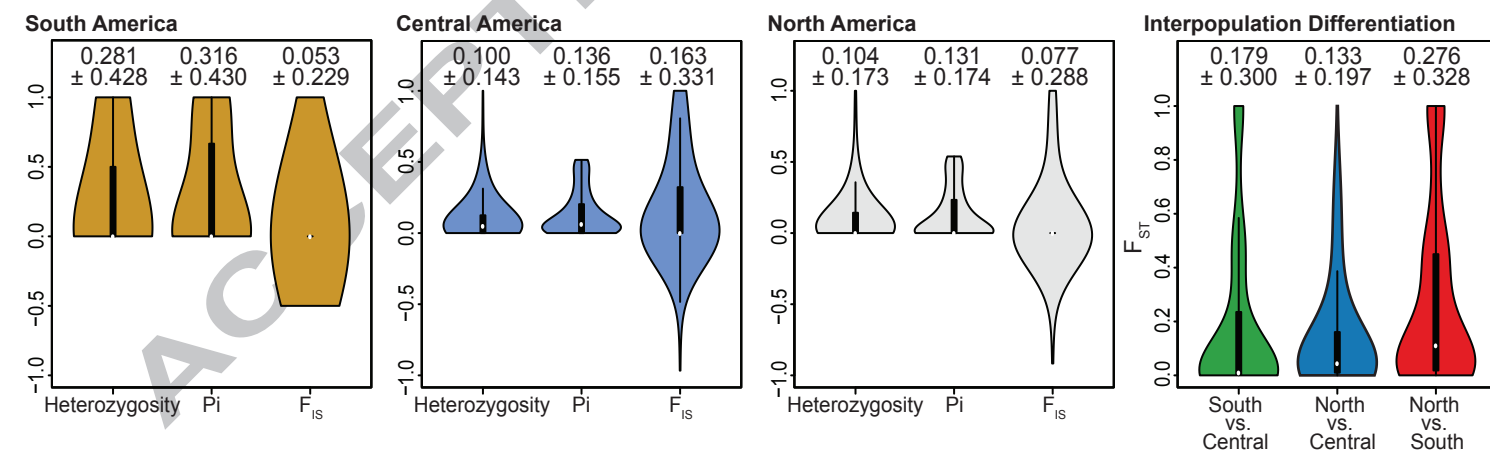 South America
0.281 0.316 0.053
± 0.428 ± 0.430 ± 0.229
1.0
0.5
0.0
−0.5
−1.0
Heterozygosity Pi FIS
Central America
0.100 0.136 0.163
± 0.143 ± 0.155 ± 0.331
1.0
0.5
0.0
−0.5
−1.0
Heterozygosity Pi FIS
North America
0.104 0.131 0.077
± 0.173 ± 0.174 ± 0.288
1.0
0.5
0.0
−0.5
−1.0
Heterozygosity Pi FIS
Interpopulation Differentiation
0.179 0.133 0.276
± 0.300 ± 0.197 ± 0.328
FST
1.0
0.8
0.6
0.4
0.2
0.0
South North North
vs. vs. vs.
Central Central South
ACCEP